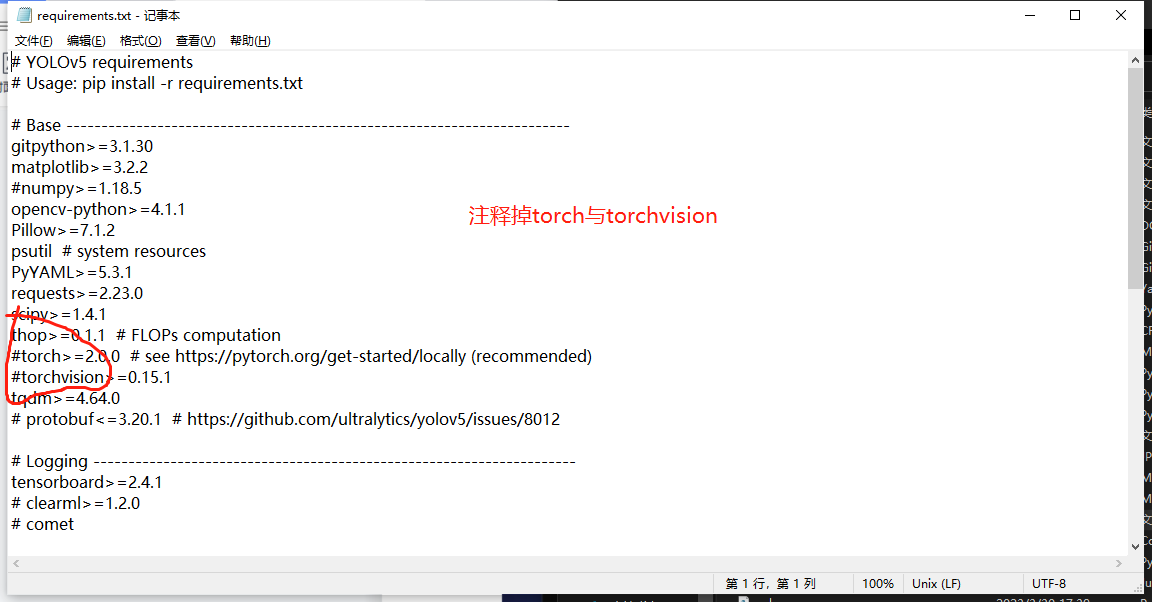 requirements.txt - 记事本
文件(F) 编辑(E) 格式(O) 查看(V) 帮助(H)
# YOLOv5 requirements
# Usage: pip install -r requirements.txt
# Base ------------------------------------------------------------------------
gitpython>=3.1.30
matplotlib>=3.2.2
#numpy>=1.18.5
opencv-python>=4.1.1
注释掉torch与torchvision
Pillow>=7.1.2
psutil  # system resources
PyYAML>=5.3.1
requests>=2.23.0
scipy>=1.4.1
thop>=0.1.1  # FLOPs computation
#torch>=2.0.0  # see https://pytorch.org/get-started/locally (recommended)
#torchvision>=0.15.1
tqdm>=4.64.0
# protobuf<=3.20.1  # https://github.com/ultralytics/yolov5/issues/8012
# Logging ---------------------------------------------------------------------
tensorboard>=2.4.1
# clearml>=1.2.0
# comet
第 1 行，第 1 列 100% Unix (LF) UTF-8